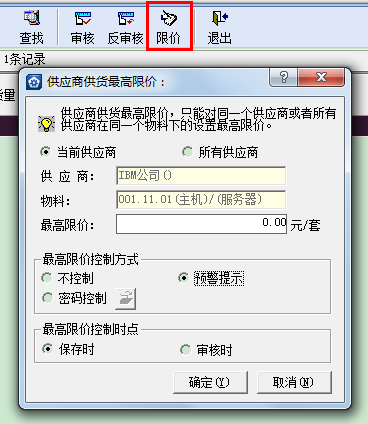 查找 审核 反审核 限价 退出
1条记录
货量
供应商供货最高限价：
供应商供货最高限价，只能对同一个供应商或者所有
供应商在同一个物料下的设置最高限价。
当前供应商 所有供应商
供 应 商: IBM公司()
物料: 001.11.01(主机)/(服务器)
最高限价: 0.00 元/套
最高限价控制方式
不控制 预警提示
密码控制
最高限价控制时点
保存时 审核时
确定(Y) 取消(N)